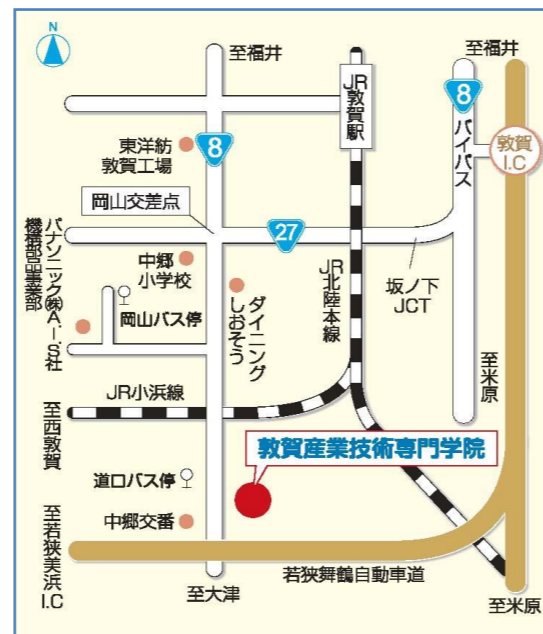 N
至福井
至福井
JR敦賀駅
8
8
バイパス
敦賀
I.C
東洋紡
敦賀工場
岡山交差点
27
パナソニック㈱A.I.S社
機構部品事業部
中郷
小学校
岡山バス停
ダイニング
しおそう
JR北陸本線
坂ノ下
JCT
JR小浜線
至西敦賀
至米原
敦賀産業技術専門学院
道口バス停
中郷交番
至若狭美浜I.C
若狭舞鶴自動車道
至大津
至米原